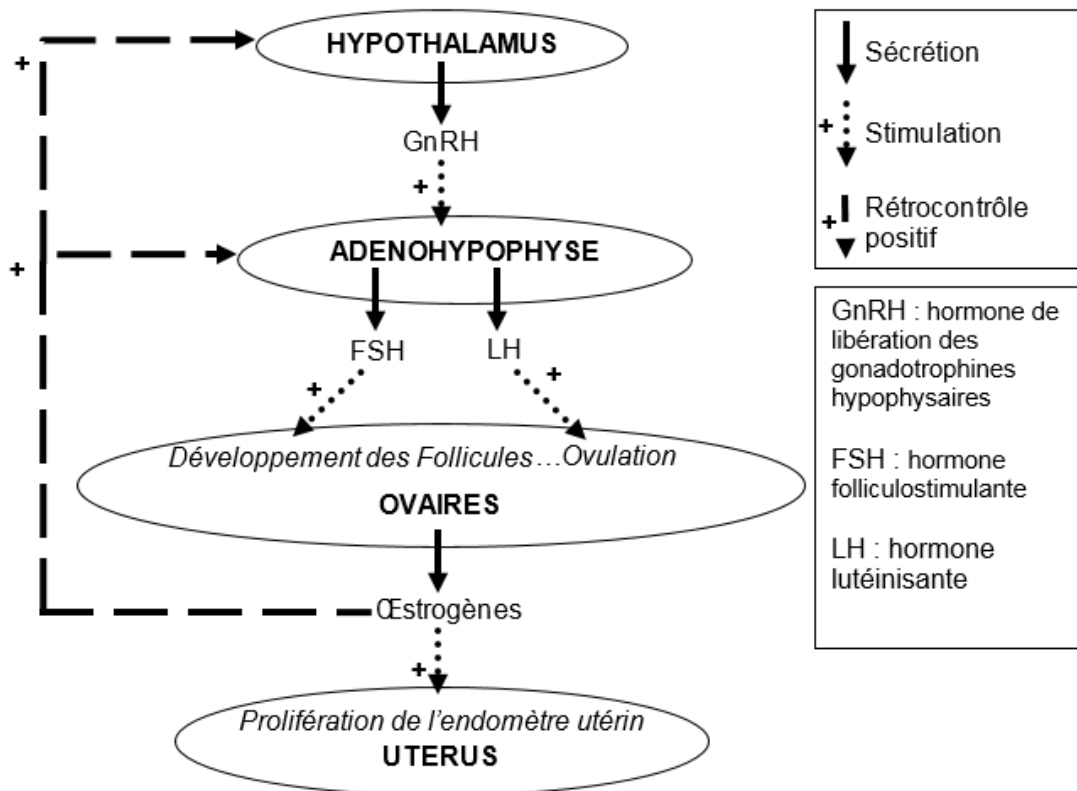 HYPOTHALAMUS
+
GnRH
+
ADENOHYPOPHYSE
+
FSH
LH
+
+
Développement des Follicules…Ovulation
OVAIRES
Œstrogènes
+
Prolifération de l’endomètre utérin
UTERUS
Sécrétion
+
Stimulation
+
Rétrocontrôle
positif
GnRH : hormone de
libération des
gonadotrophines
hypophysaires
FSH : hormone
folliculostimulante
LH : hormone
lutéinisante